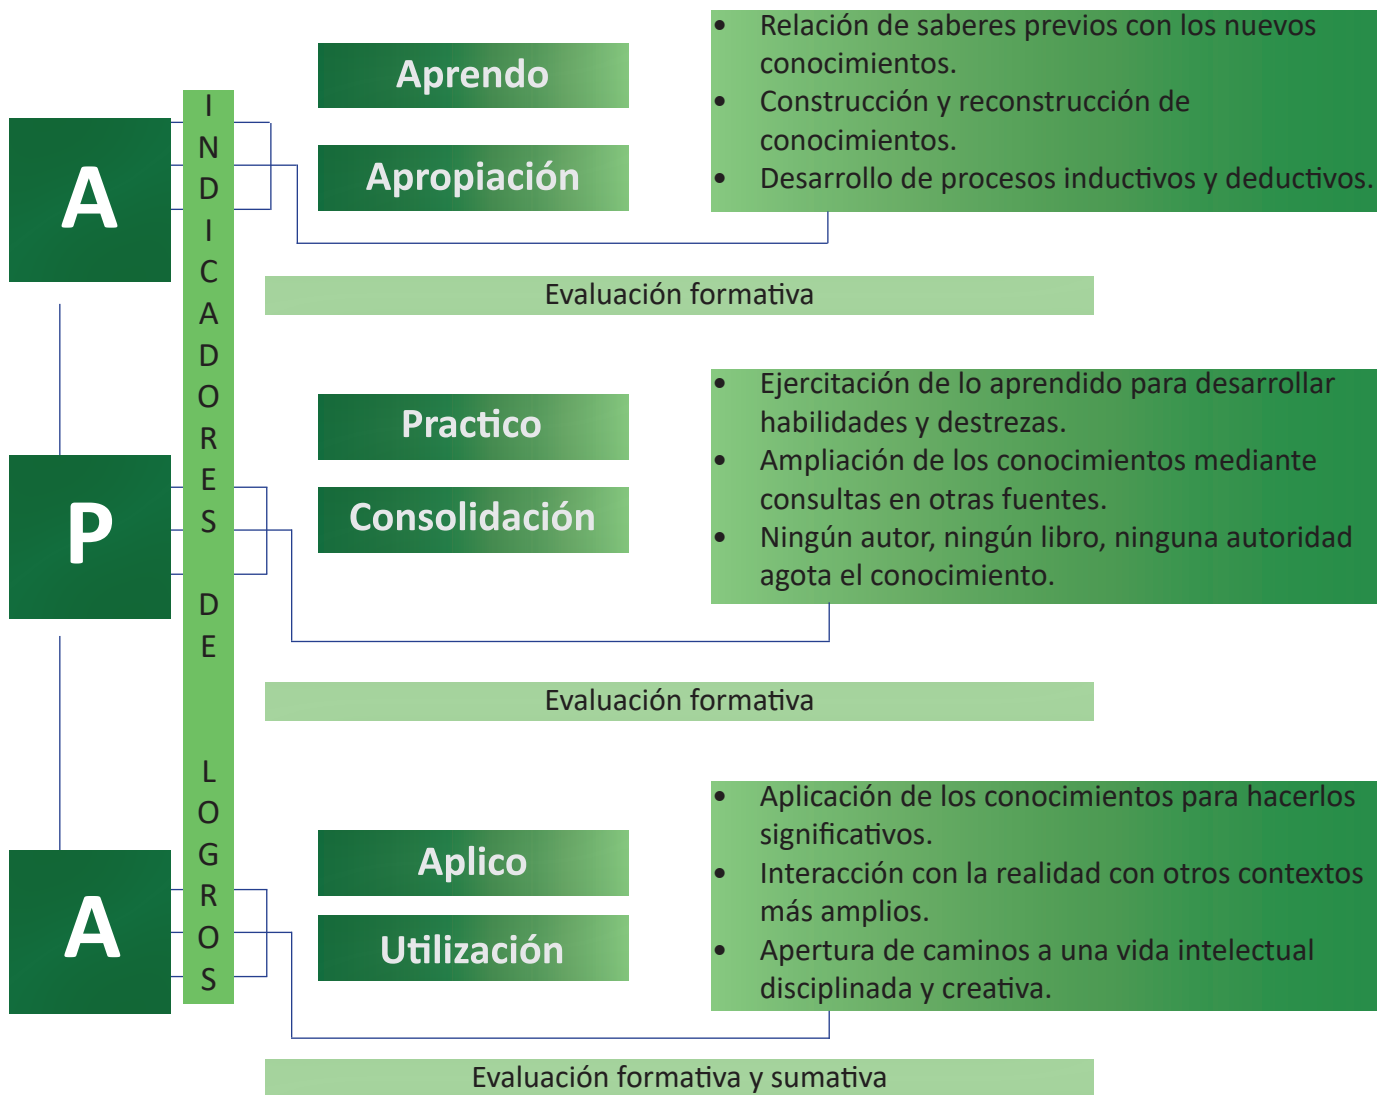 INDICADORES DE LOGROS
A
Aprendo
Apropiación
• Relación de saberes previos con los nuevos
conocimientos.
• Construcción y reconstrucción de
conocimientos.
• Desarrollo de procesos inductivos y deductivos.
Evaluación formativa
P
Practico
Consolidación
• Ejercitación de lo aprendido para desarrollar
habilidades y destrezas.
• Ampliación de los conocimientos mediante
consultas en otras fuentes.
• Ningún autor, ningún libro, ninguna autoridad
agota el conocimiento.
Evaluación formativa
A
Aplico
Utilización
• Aplicación de los conocimientos para hacerlos
significativos.
• Interacción con la realidad con otros contextos
más amplios.
• Apertura de caminos a una vida intelectual
disciplinada y creativa.
Evaluación formativa y sumativa